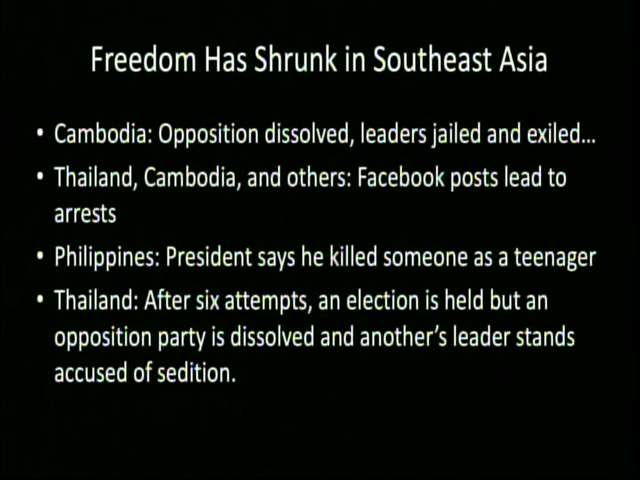 Freedom Has Shrunk in Southeast Asia
• Cambodia: Opposition dissolved, leaders jailed and exiled...
• Thailand, Cambodia, and others: Facebook posts lead to
arrests
• Philippines: President says he killed someone as a teenager
• Thailand: After six attempts, an election is held but an
opposition party is dissolved and another's leader stands
accused of sedition.